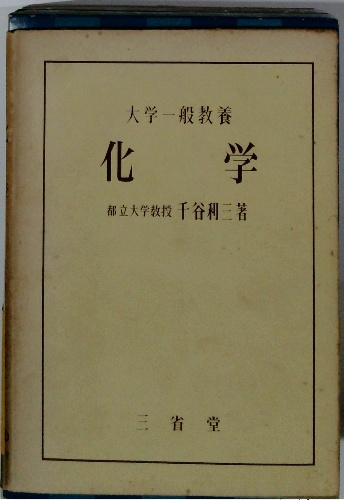 大学一般教養
化学
都立大学教授 千谷利三著
三省堂